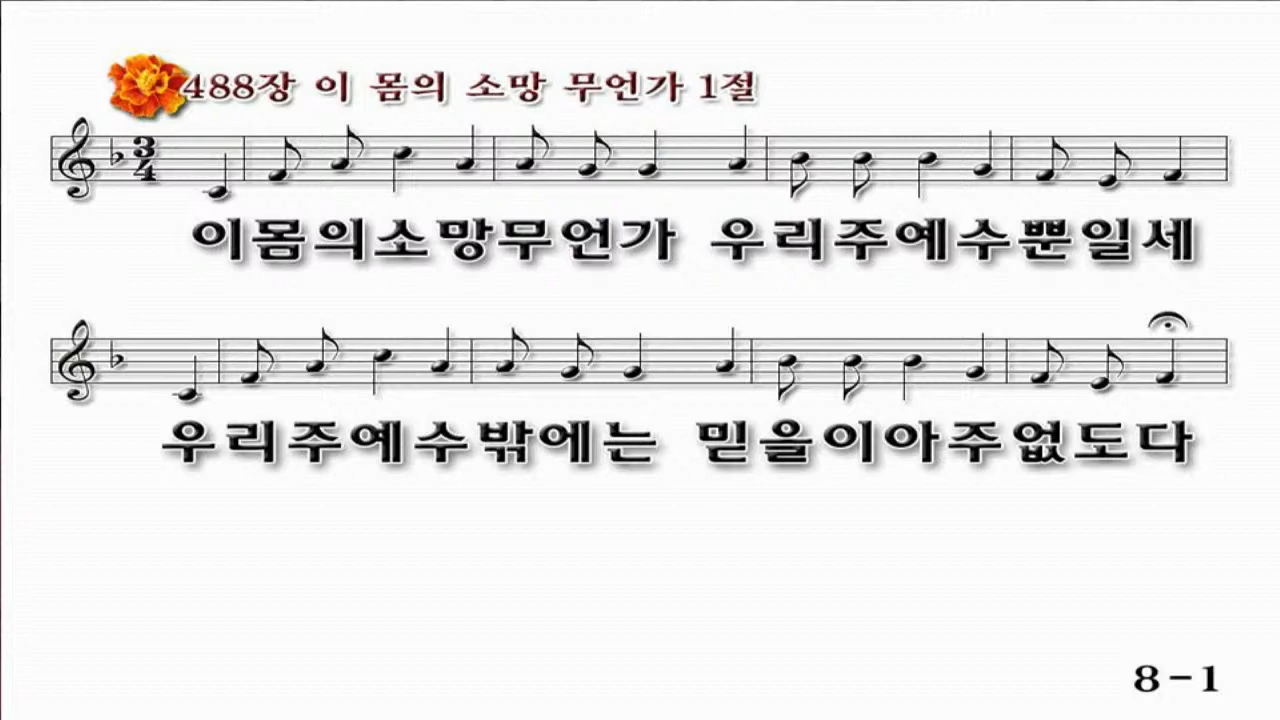 488장 이 몸의 소망 무언가 1절
3
4
이몸의소망무언가 우리주예수뿐일세
우리주예수밖에는 믿을이아주없도다
8-1